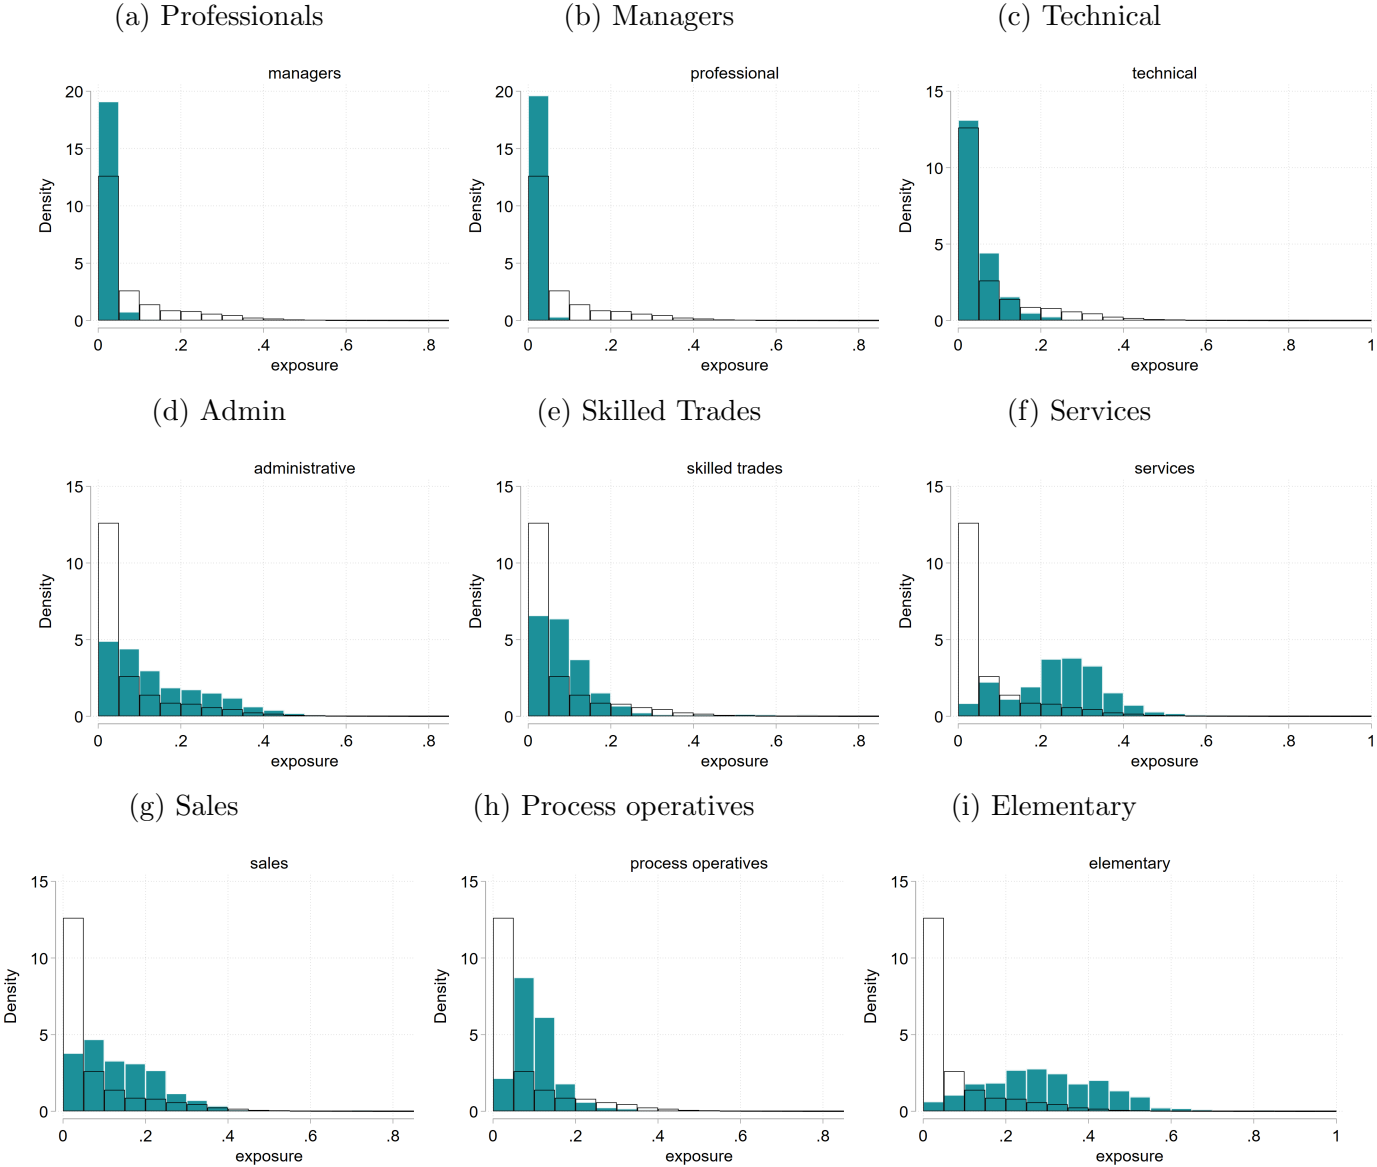 (a) Professionals
(b) Managers
(c) Technical
managers
20
15
10
5
0
Density
0 .2 .4 .6 .8
exposure
professional
20
15
10
5
0
Density
0 .2 .4 .6 .8
exposure
technical
15
10
5
0
Density
0 .2 .4 .6 .8 1
exposure
(d) Admin
(e) Skilled Trades
(f) Services
administrative
15
10
5
0
Density
0 .2 .4 .6 .8
exposure
skilled trades
15
10
5
0
Density
0 .2 .4 .6 .8
exposure
services
15
10
5
0
Density
0 .2 .4 .6 .8 1
exposure
(g) Sales
(h) Process operatives
(i) Elementary
sales
15
10
5
0
Density
0 .2 .4 .6 .8
exposure
process operatives
15
10
5
0
Density
0 .2 .4 .6 .8
exposure
elementary
15
10
5
0
Density
0 .2 .4 .6 .8 1
exposure